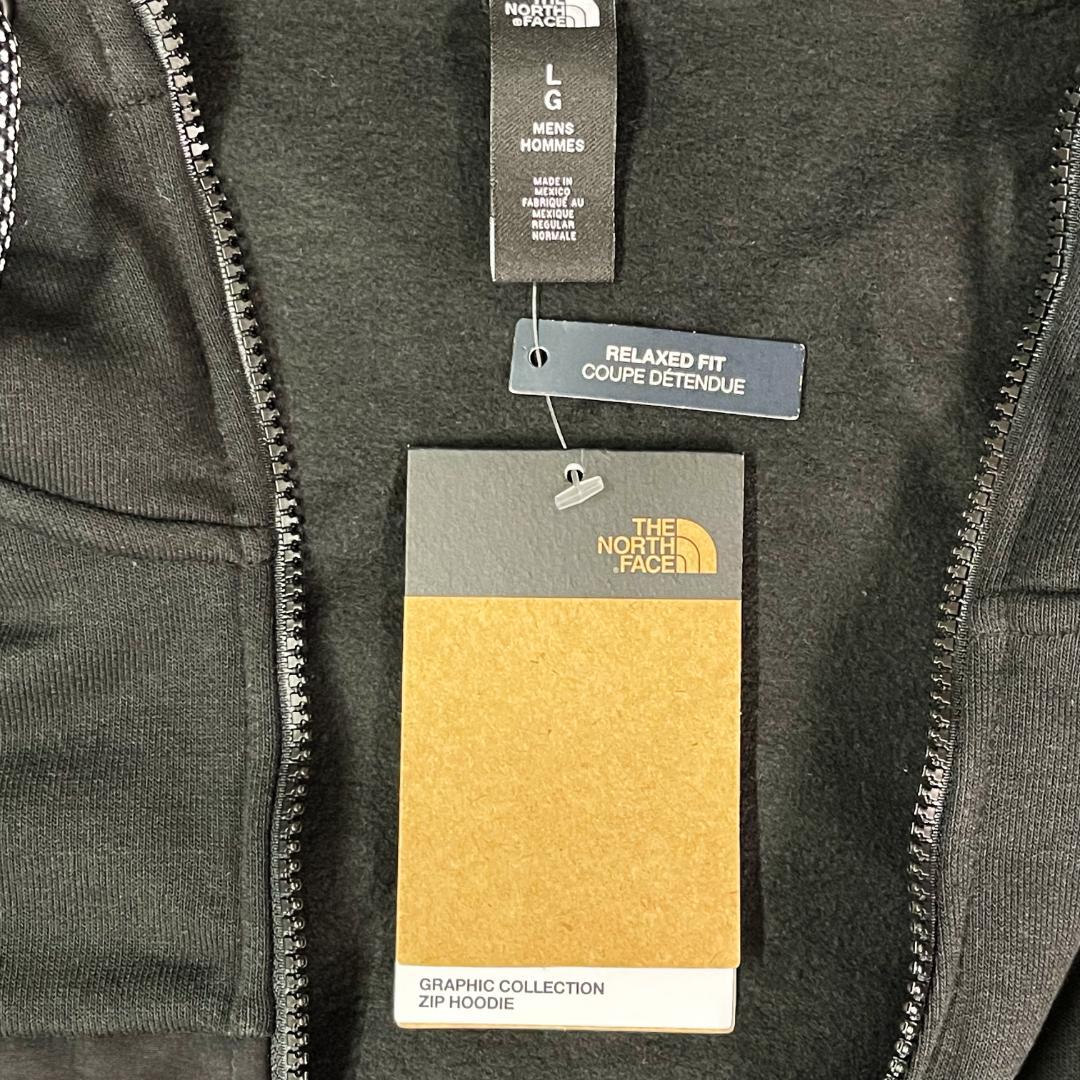 THE
NORTH
FACE
L
G
MENS
HOMMES
MADE IN
MEXICO
FABRIQUÉ AU
MEXIQUE
REGULAR
NORMALE
RELAXED FIT
COUPE DÉTENDUE
THE
NORTH
FACE
GRAPHIC COLLECTION
ZIP HOODIE